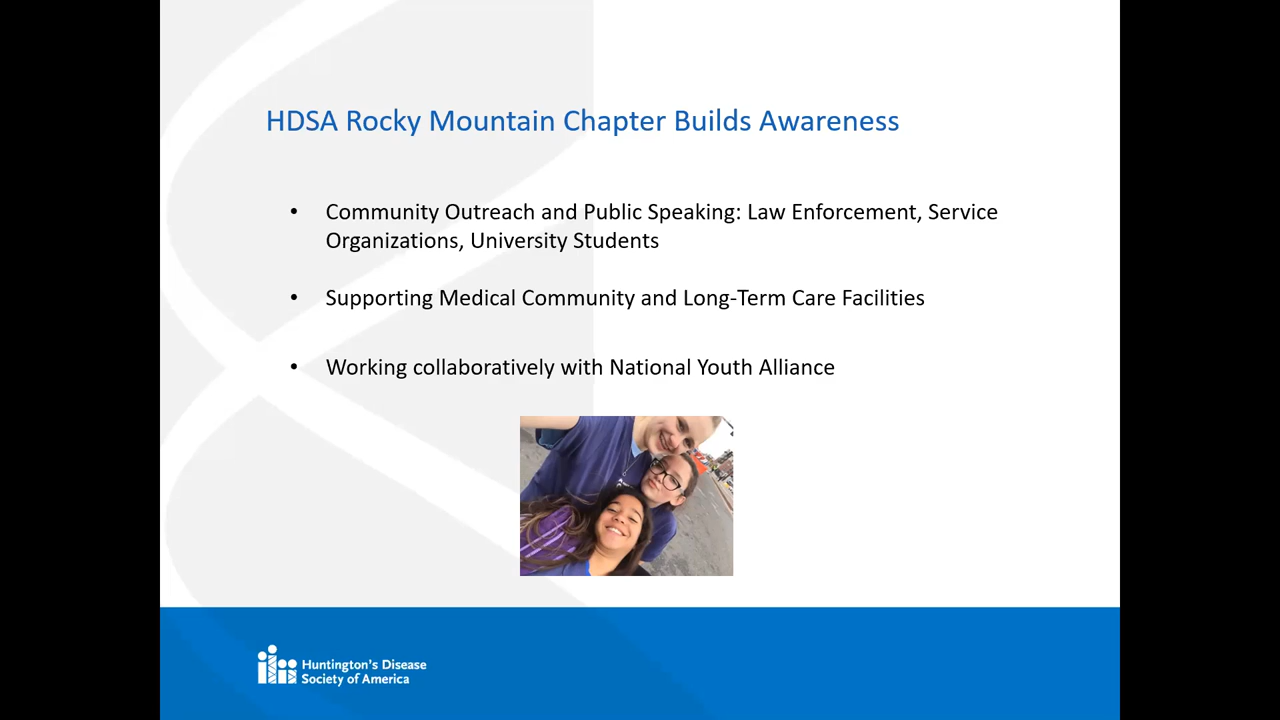 HDSA Rocky Mountain Chapter Builds Awareness
• Community Outreach and Public Speaking: Law Enforcement, Service
Organizations, University Students
• Supporting Medical Community and Long-Term Care Facilities
• Working collaboratively with National Youth Alliance
Huntington's Disease
Society of America